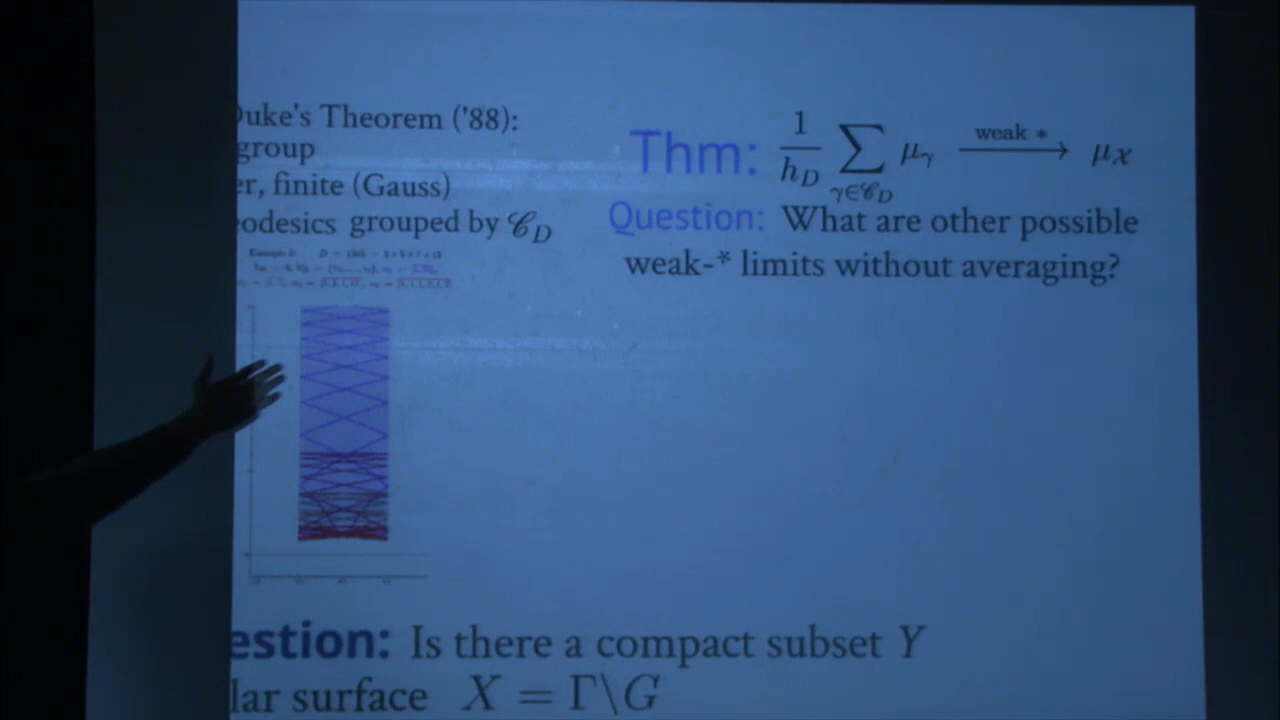 Duke's Theorem ('88):
group
er, finite (Gauss)
eodesics grouped by 𝒞_D
Thm: 1/h_D ∑_{γ∈𝒞_D} μ_γ ⟶ weak * μ_X
Question: What are other possible
weak-* limits without averaging?
estion: Is there a compact subset Y
lar surface X = Γ\G